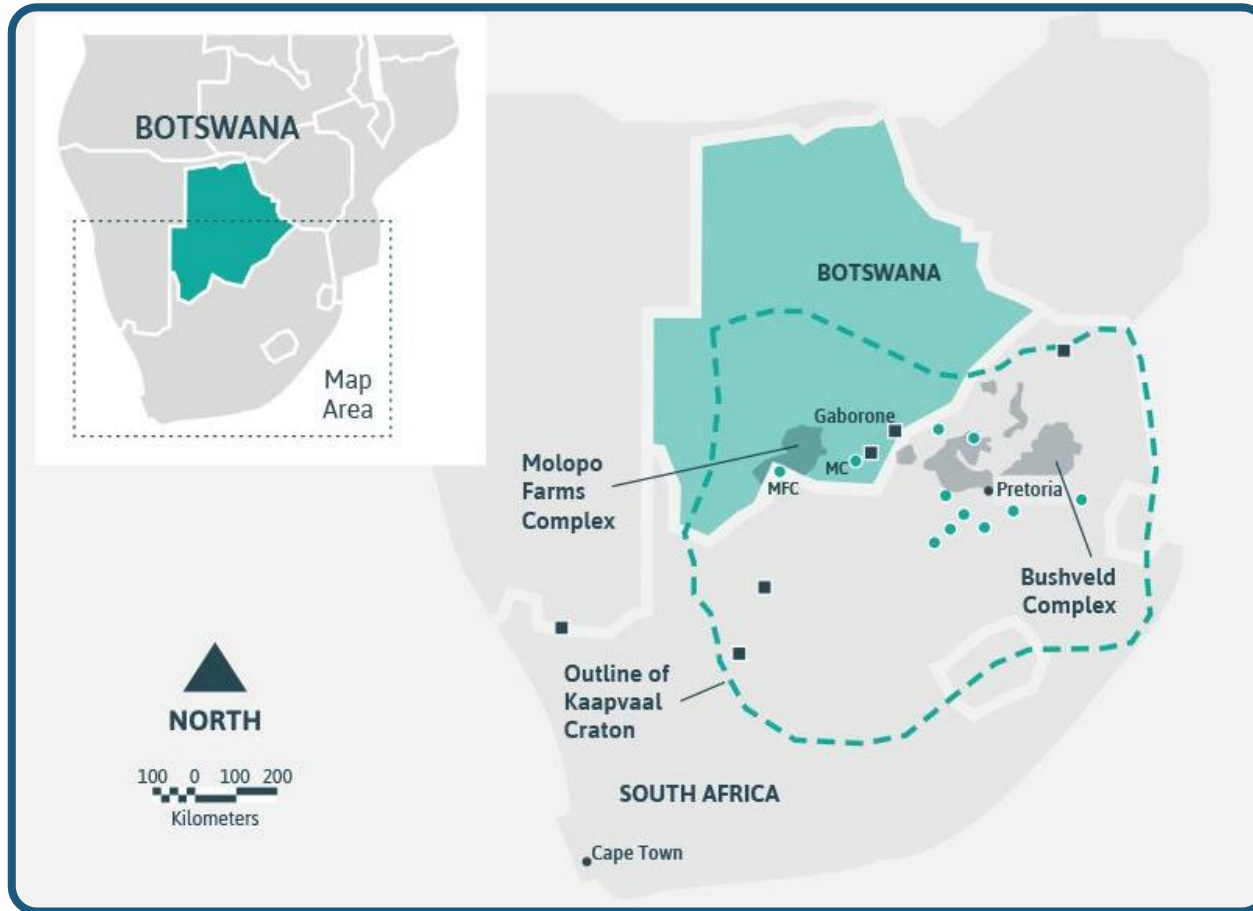 BOTSWANA
Map
Area
BOTSWANA
Gaborone
Molopo
Farms
Complex
MC
MFC
Pretoria
Bushveld
Complex
Outline of
Kaapvaal
Craton
NORTH
100 0 100 200
Kilometers
SOUTH AFRICA
Cape Town